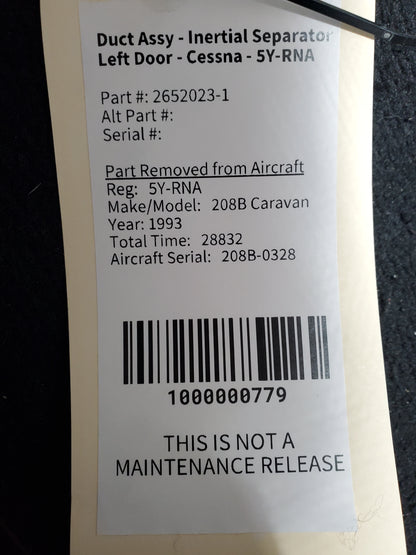 Duct Assy - Inertial Separator
Left Door - Cessna - 5Y-RNA
Part #: 2652023-1
Alt Part #:
Serial #:
Part Removed from Aircraft
Reg: 5Y-RNA
Make/Model: 208B Caravan
Year: 1993
Total Time: 28832
Aircraft Serial: 208B-0328
1000000779
THIS IS NOT A
MAINTENANCE RELEASE